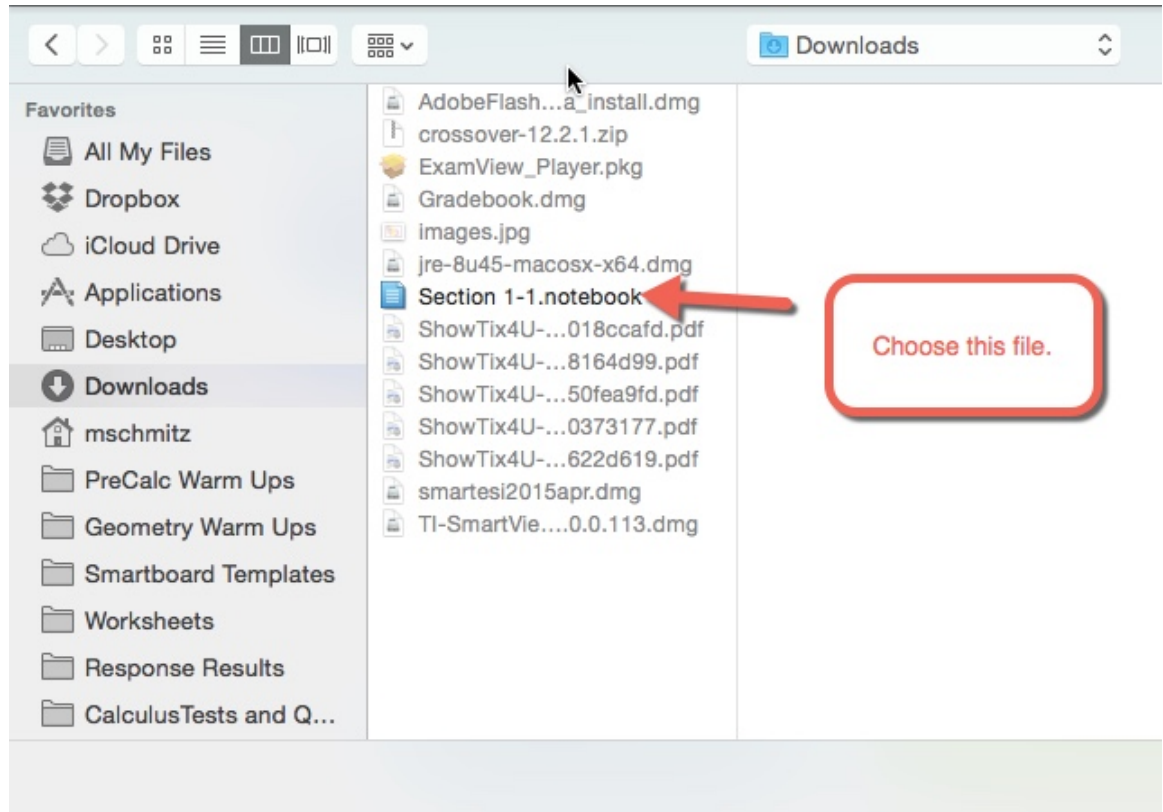 Downloads
Favorites
All My Files
Dropbox
iCloud Drive
Applications
Desktop
Downloads
mschmitz
PreCalc Warm Ups
Geometry Warm Ups
Smartboard Templates
Worksheets
Response Results
CalculusTests and Q...
AdobeFlash...a_install.dmg
crossover-12.2.1.zip
ExamView_Player.pkg
Gradebook.dmg
images.jpg
jre-8u45-macosx-x64.dmg
Section 1-1.notebook
ShowTix4U-...018ccafd.pdf
ShowTix4U-...8164d99.pdf
ShowTix4U-...50fea9fd.pdf
ShowTix4U-...0373177.pdf
ShowTix4U-...622d619.pdf
smartesi2015apr.dmg
TI-SmartVie....0.0.113.dmg
Choose this file.